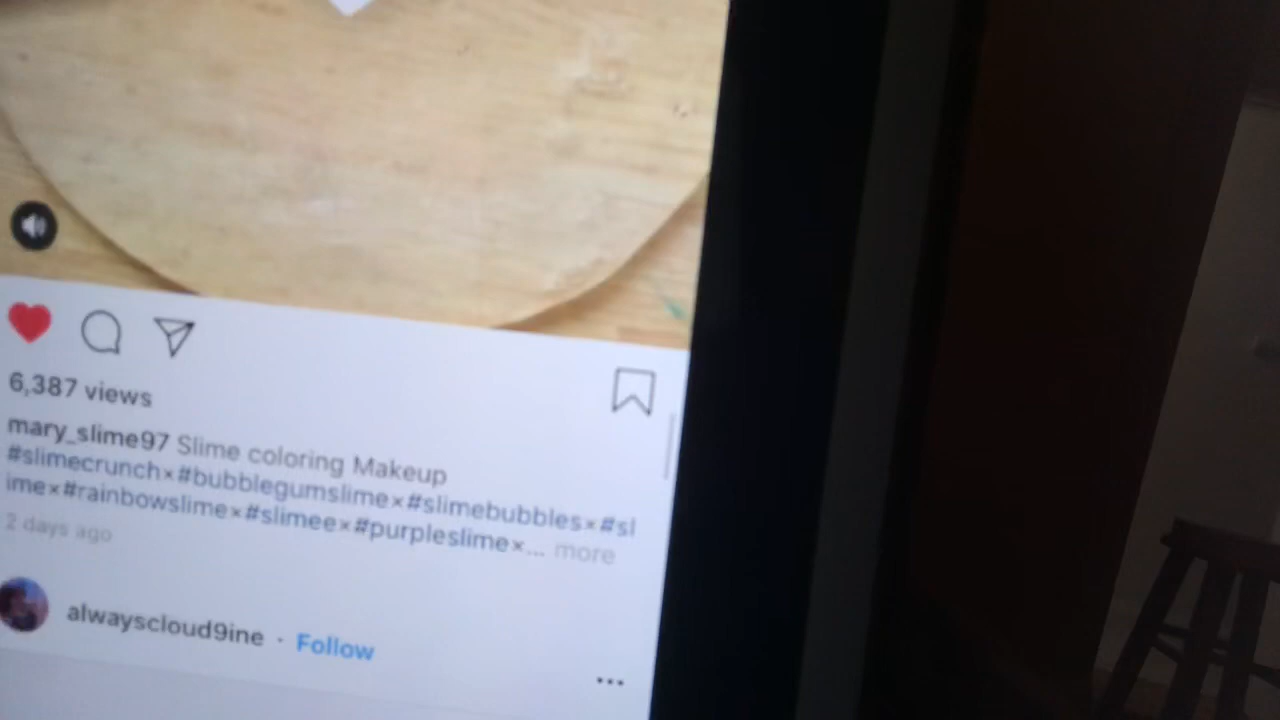 6,387 views
mary_slime97 Slime coloring Makeup
#slimecrunch×#bubblegumslime×#slimebubbles×#sl
ime×#rainbowslime×#slimee×#purpleslime×... more
2 days ago
alwayscloud9ine · Follow